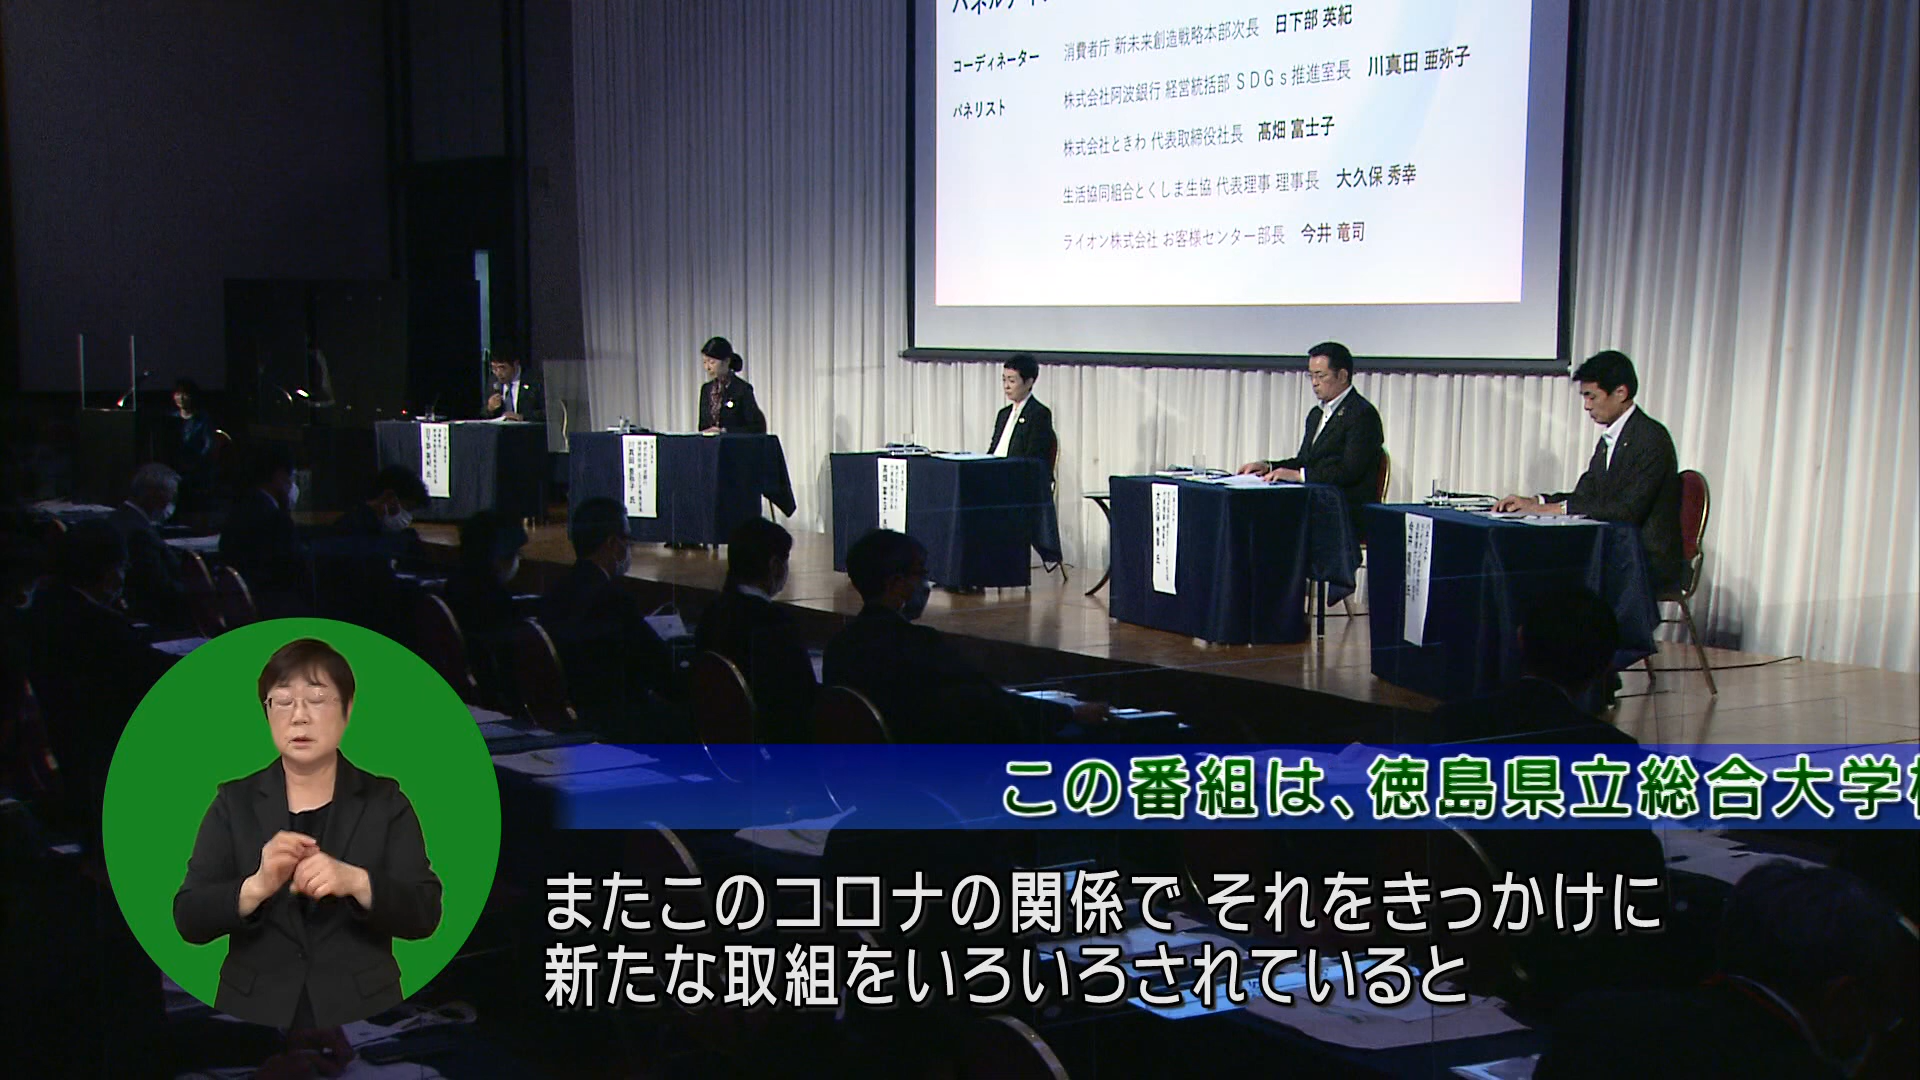 コーディネーター 消費者庁 新未来創造戦略本部次長 日下部 英紀
パネリスト 株式会社阿波銀行 経営統括部 ＳＤＧｓ推進室長 川真田 亜弥子
株式会社ときわ 代表取締役社長 髙畑 富士子
生活協同組合とくしま生協 代表理事 理事長 大久保 秀幸
ライオン株式会社 お客様センター部長 今井 竜司
この番組は、徳島県立総合大学校
またこのコロナの関係で それをきっかけに
新たな取組をいろいろされていると